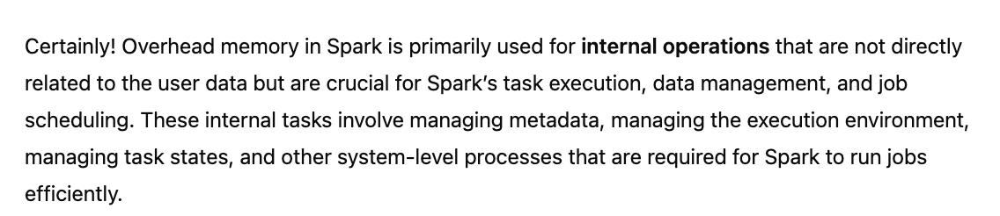 Certainly! Overhead memory in Spark is primarily used for internal operations that are not directly
related to the user data but are crucial for Spark’s task execution, data management, and job
scheduling. These internal tasks involve managing metadata, managing the execution environment,
managing task states, and other system-level processes that are required for Spark to run jobs
efficiently.